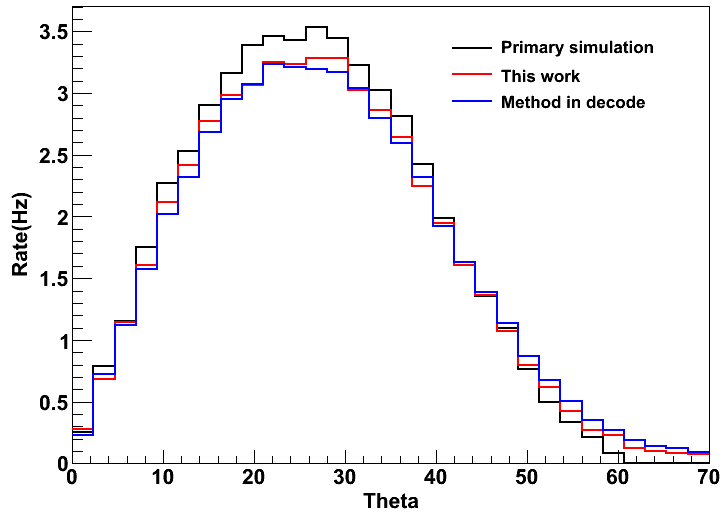 3.5
3
2.5
2
1.5
1
0.5
0
Rate(Hz)
Primary simulation
This work
Method in decode
0 10 20 30 40 50 60 70
Theta